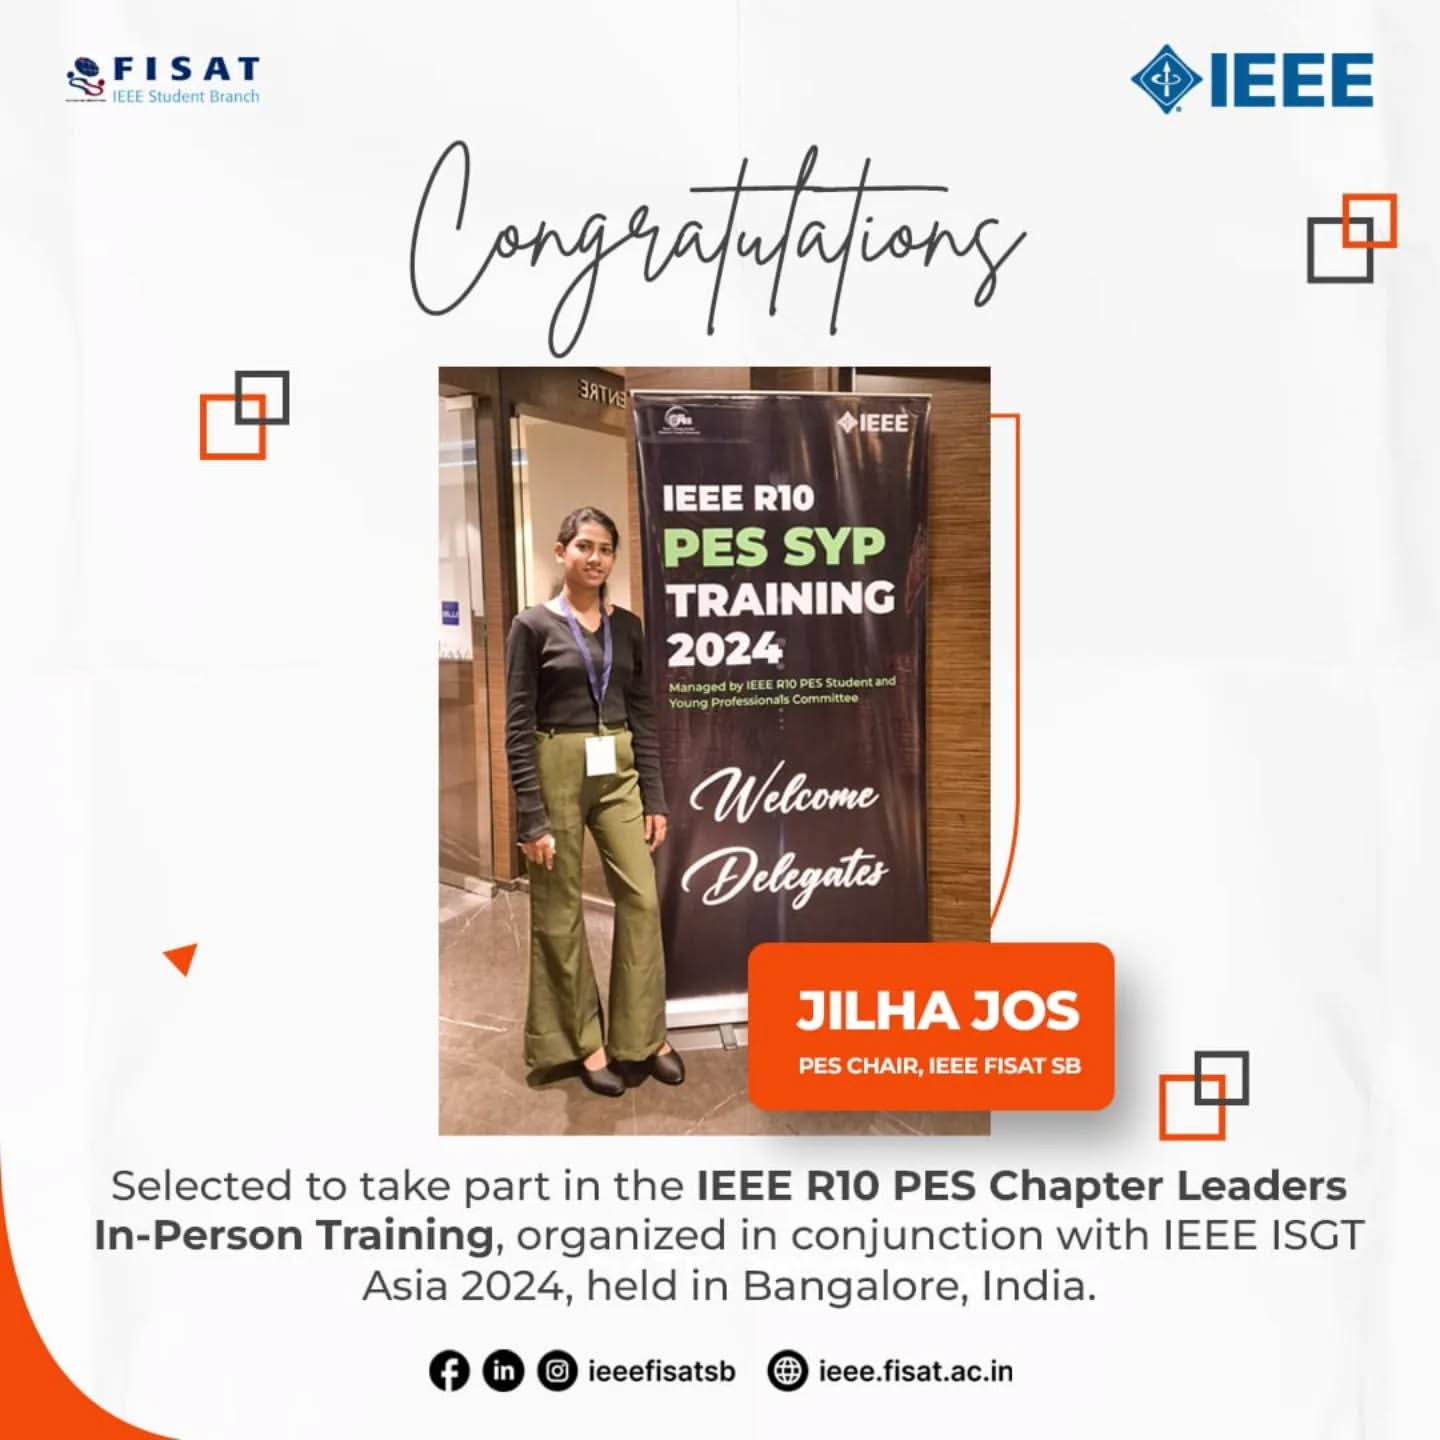 FISAT
IEEE Student Branch
IEEE
Congratulations
IEEE
IEEE R10
PES SYP
TRAINING
2024
Managed by IEEE R10 PES Student and
Young Professionals Committee
Welcome
Delegates
JILHA JOS
PES CHAIR, IEEE FISAT SB
Selected to take part in the IEEE R10 PES Chapter Leaders
In-Person Training, organized in conjunction with IEEE ISGT
Asia 2024, held in Bangalore, India.
ieeefisatsb
ieee.fisat.ac.in